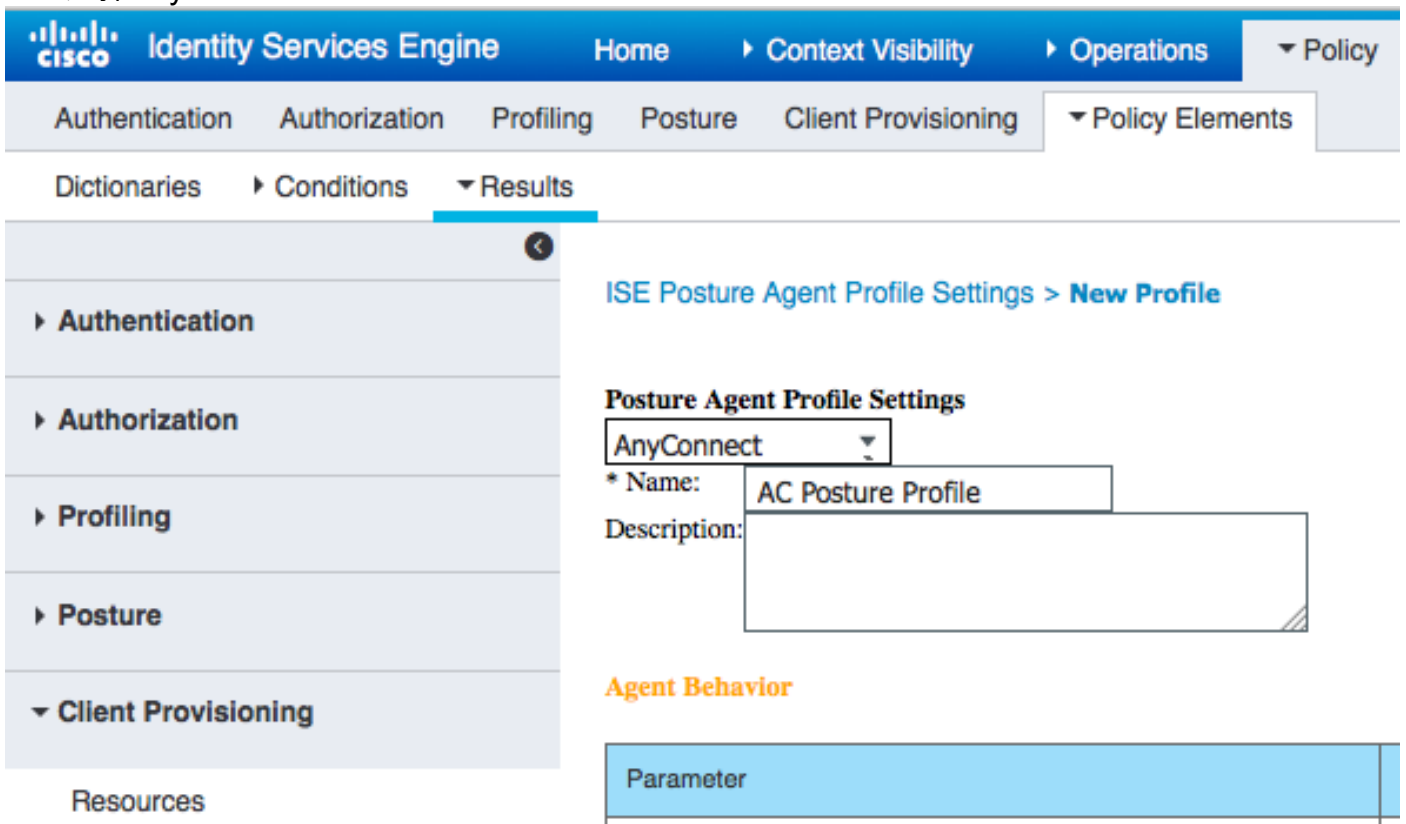 cisco Identity Services Engine Home Context Visibility Operations Policy
Authentication Authorization Profiling Posture Client Provisioning Policy Elements
Dictionaries Conditions Results
ISE Posture Agent Profile Settings > New Profile
Authentication
Authorization
Profiling
Posture
Client Provisioning
Resources
Posture Agent Profile Settings
AnyConnect
* Name: AC Posture Profile
Description:
Agent Behavior
Parameter